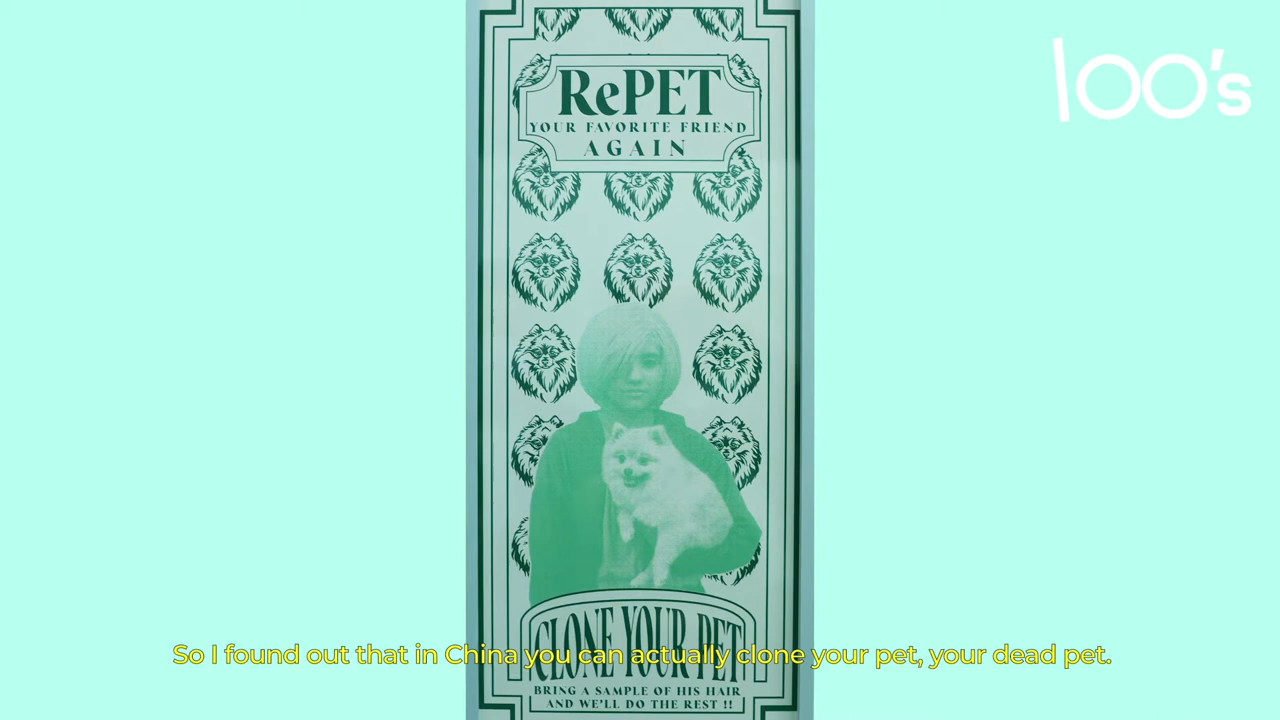 100's
RePET
YOUR FAVORITE FRIEND
AGAIN
CLONE YOUR PET
So I found out that in China you can actually clone your pet, your dead pet.
BRING A SAMPLE OF HIS HAIR
AND WE'LL DO THE REST !!